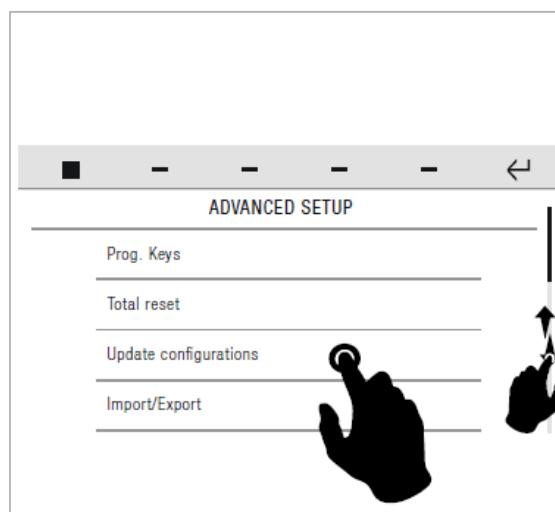 ADVANCED SETUP
Prog. Keys
Total reset
Update configurations
Import/Export